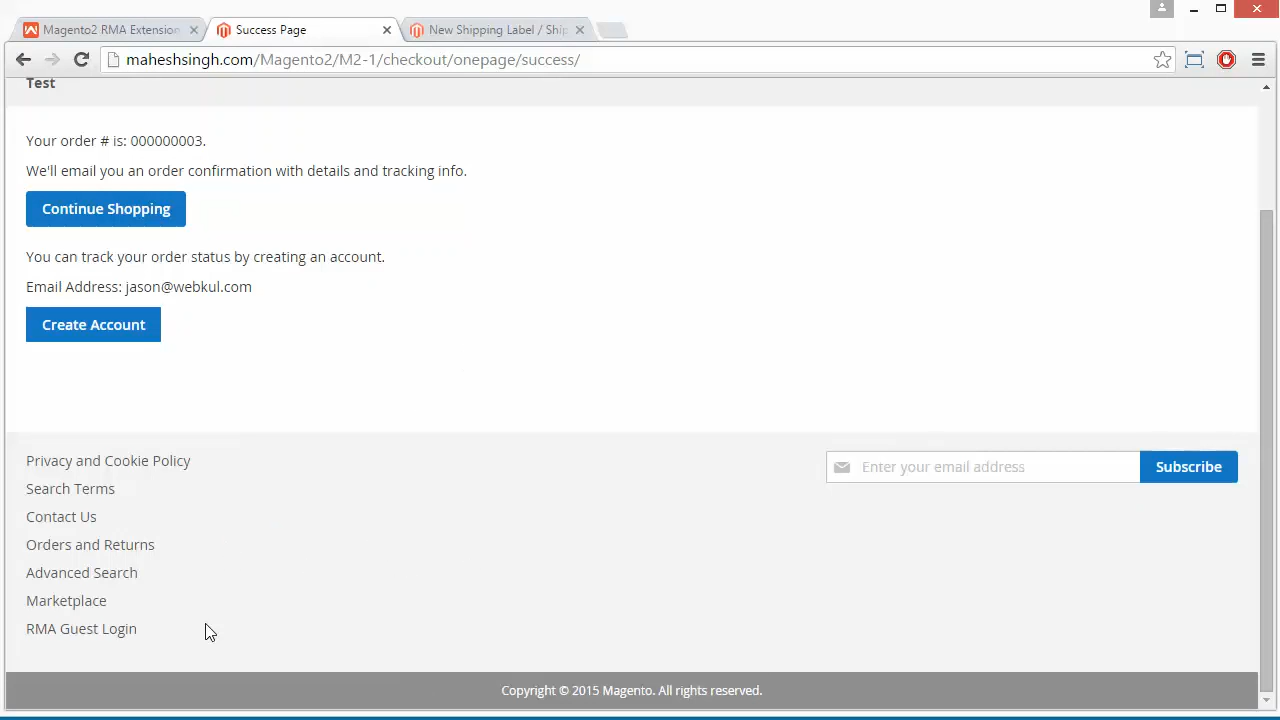 Magento2 RMA Extension
Success Page
New Shipping Label / Ship
maheshsingh.com/Magento2/M2-1/checkout/onepage/success/
Test
Your order # is: 000000003.
We'll email you an order confirmation with details and tracking info.
Continue Shopping
You can track your order status by creating an account.
Email Address: jason@webkul.com
Create Account
Privacy and Cookie Policy
Search Terms
Contact Us
Orders and Returns
Advanced Search
Marketplace
RMA Guest Login
Enter your email address
Subscribe
Copyright © 2015 Magento. All rights reserved.